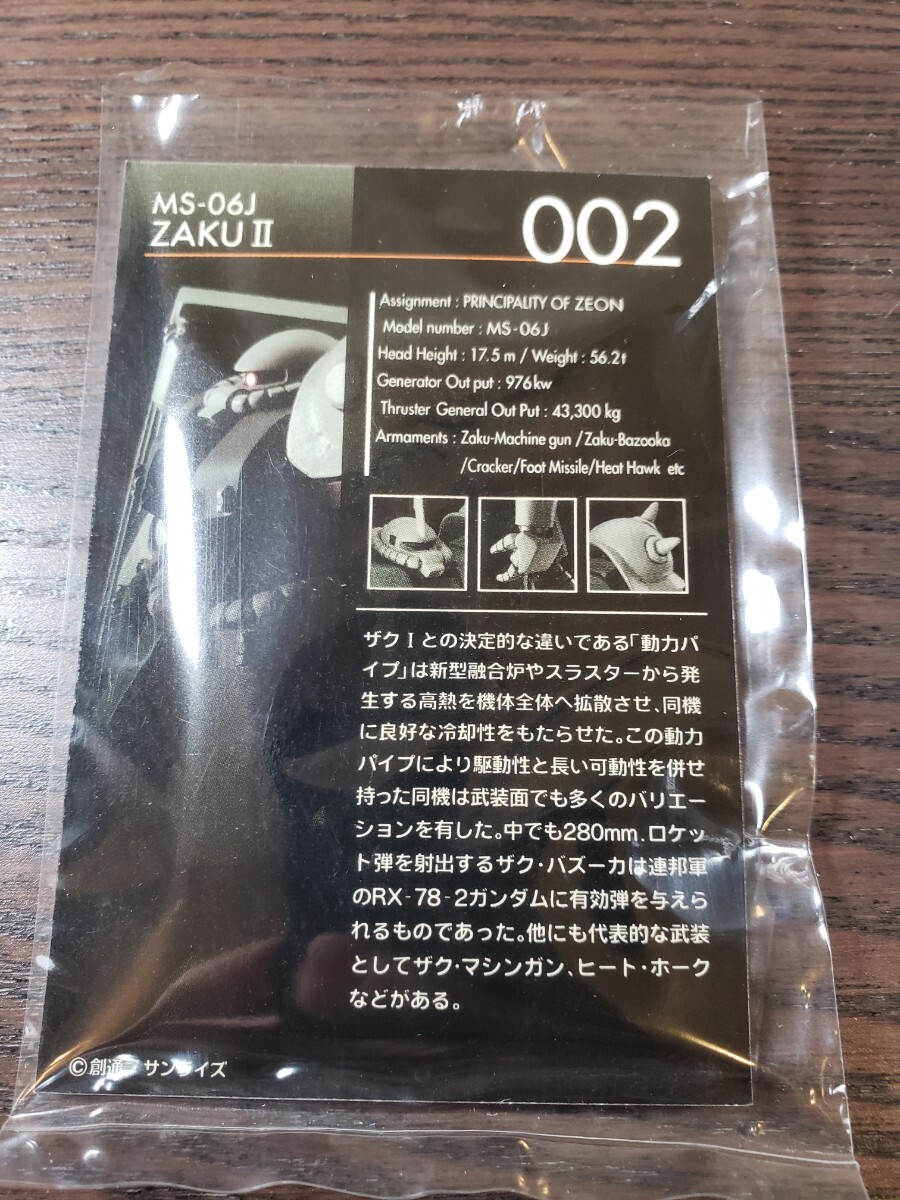 MS-06J
ZAKU II
002
Assignment : PRINCIPALITY OF ZEON
Model number : MS-06J
Head Height : 17.5 m / Weight : 56.2t
Generator Out put : 976kw
Thruster General Out Put : 43,300 kg
Armaments : Zaku-Machine gun /Zaku-Bazooka
/Cracker/Foot Missile/Heat Hawk etc
ザクⅠとの決定的な違いである「動力パ
イプ」は新型融合炉やスラスターから発
生する高熱を機体全体へ拡散させ、同機
に良好な冷却性をもたらせた。この動力
パイプにより駆動性と長い可動性を併せ
持った同機は武装面でも多くのバリエー
ションを有した。中でも280mm、ロケッ
ト弾を射出するザク・バズーカは連邦軍
のRX-78-2ガンダムに有効弾を与えら
れるものであった。他にも代表的な武装
としてザク・マシンガン、ヒート・ホーク
などがある。
©創通 サンライズ